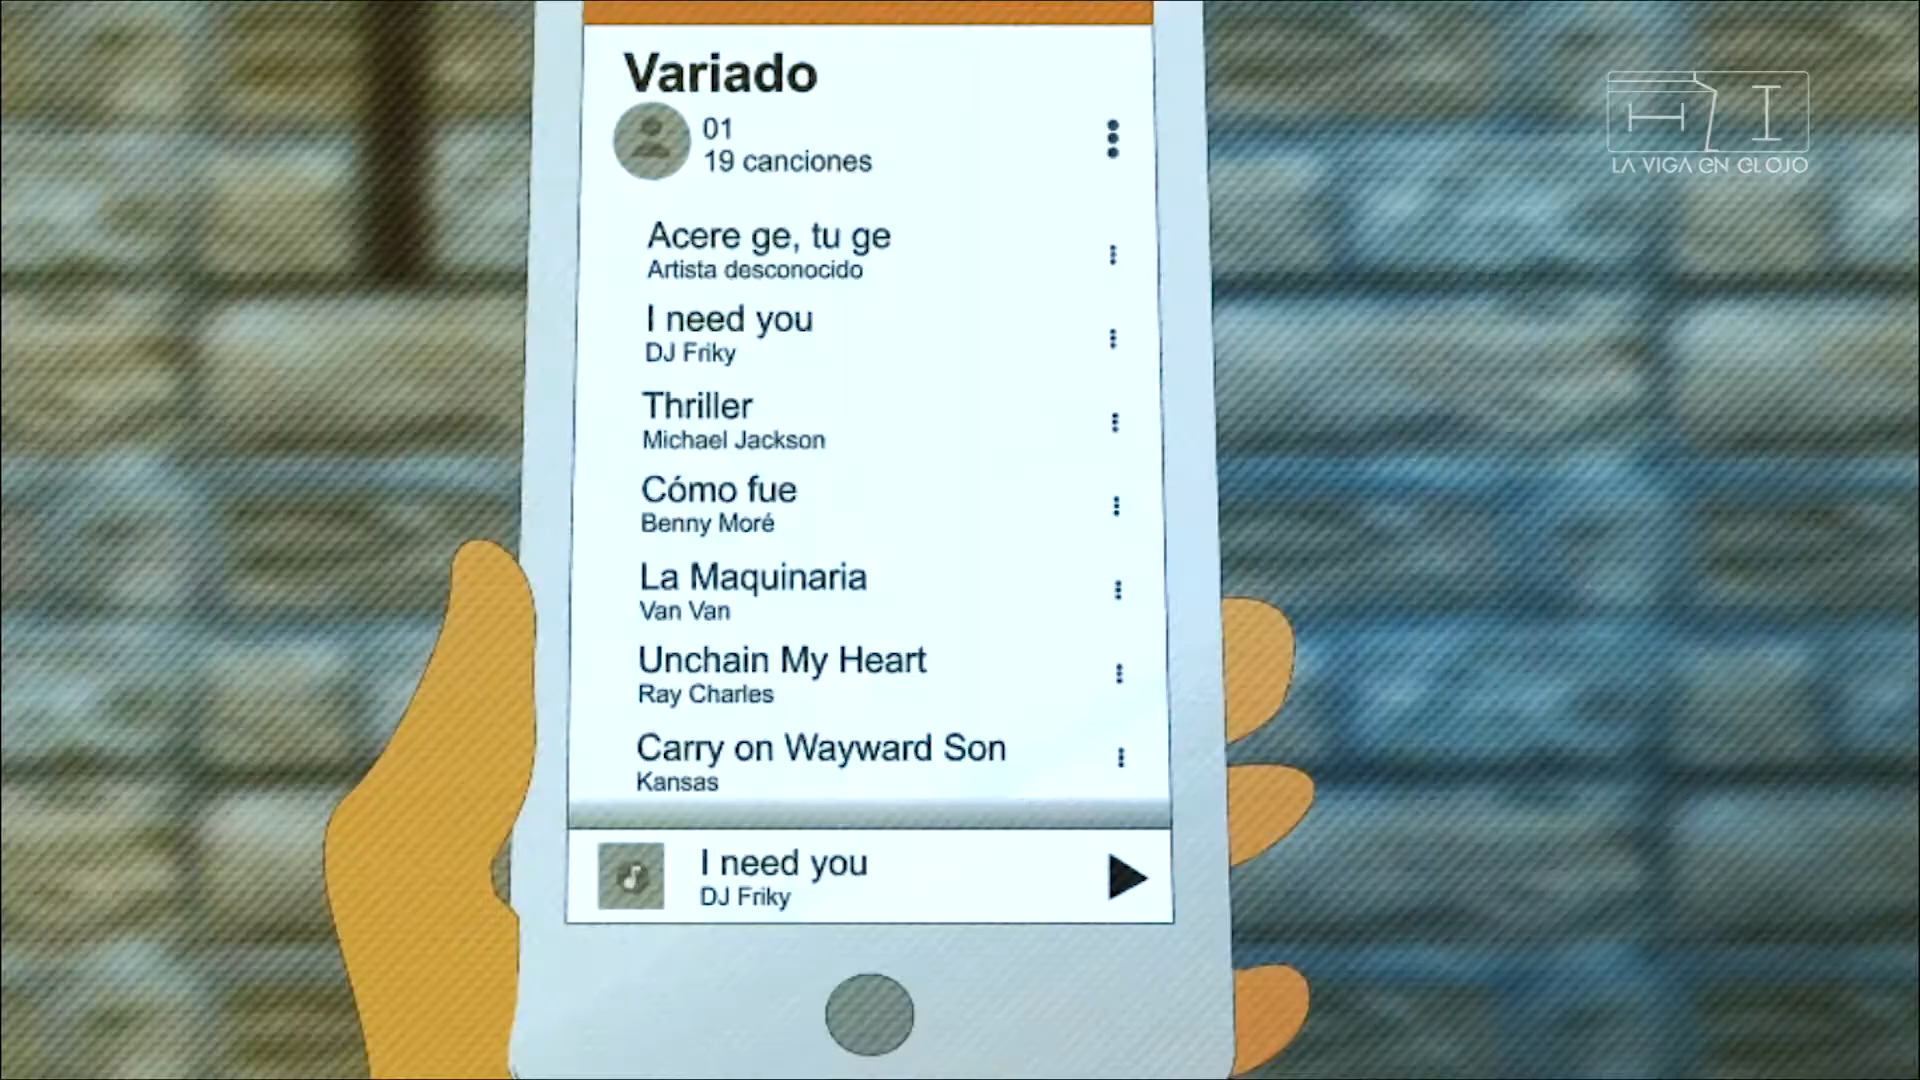 Variado
01
19 canciones
Acere ge, tu ge
Artista desconocido
I need you
DJ Friky
Thriller
Michael Jackson
Cómo fue
Benny Moré
La Maquinaria
Van Van
Unchain My Heart
Ray Charles
Carry on Wayward Son
Kansas
I need you
DJ Friky
LA VIGA EN EL OJO